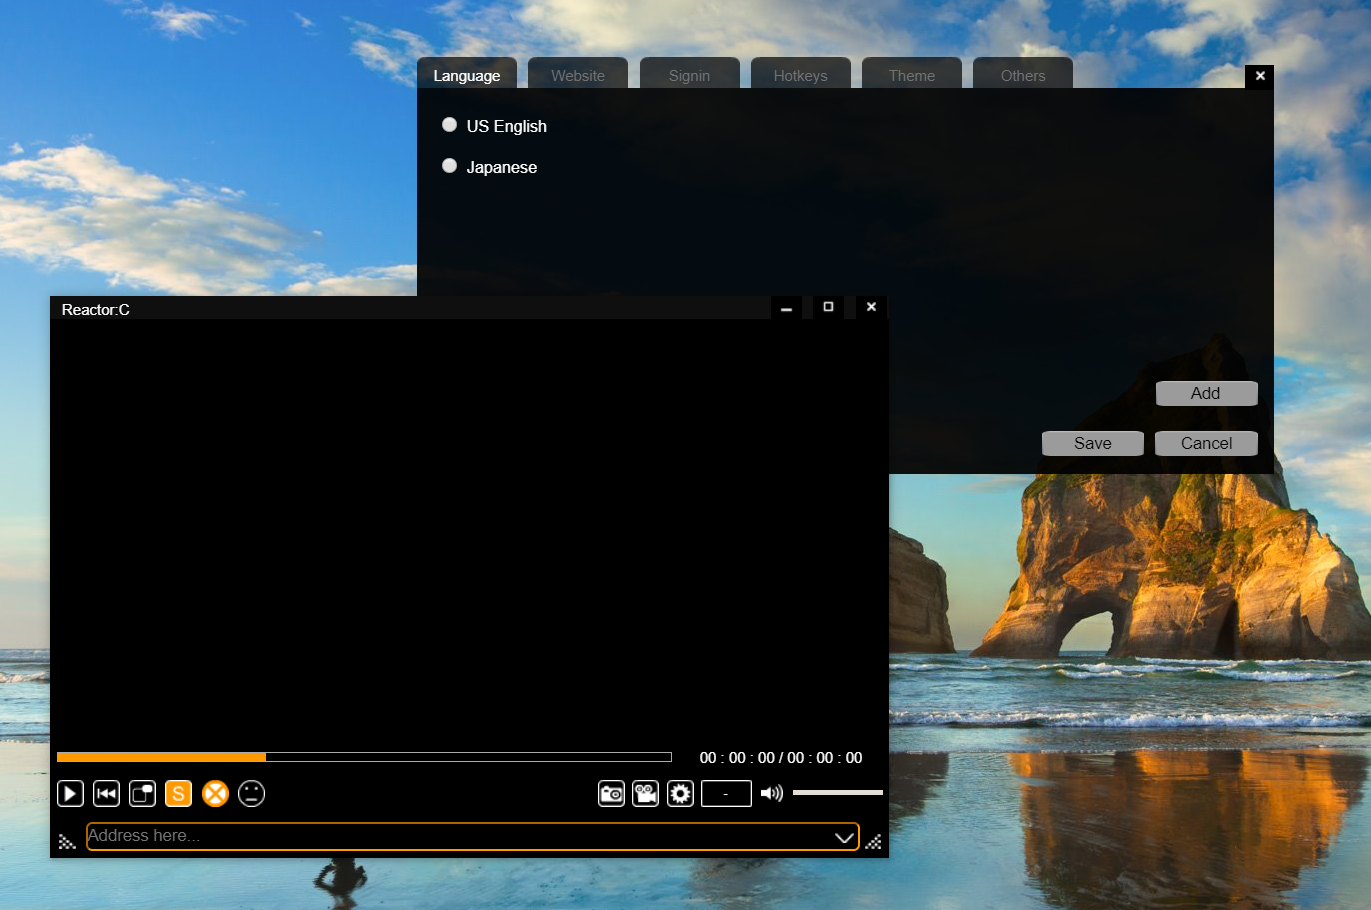 Language Website Signin Hotkeys Theme Others
US English
Japanese
Add
Save Cancel
Reactor:C
00 : 00 : 00 / 00 : 00 : 00
S
-
Address here...